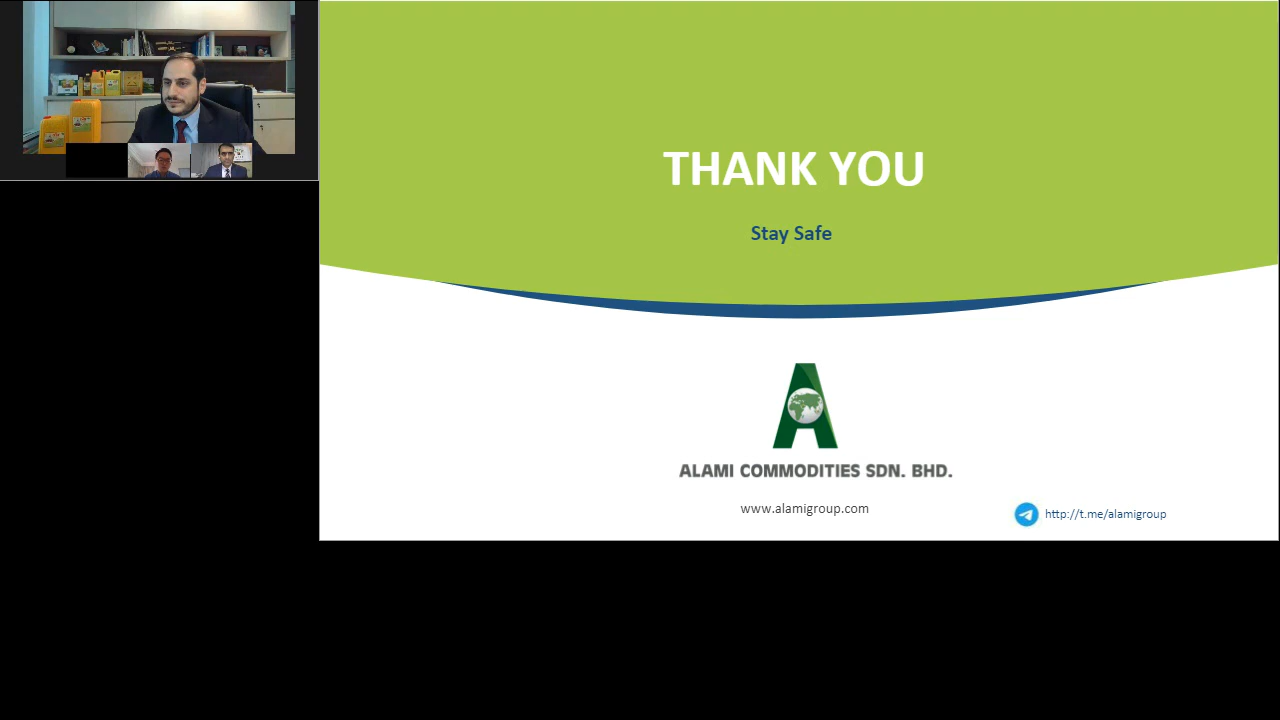 THANK YOU
Stay Safe
ALAMI COMMODITIES SDN. BHD.
www.alamigroup.com
http://t.me/alamigroup